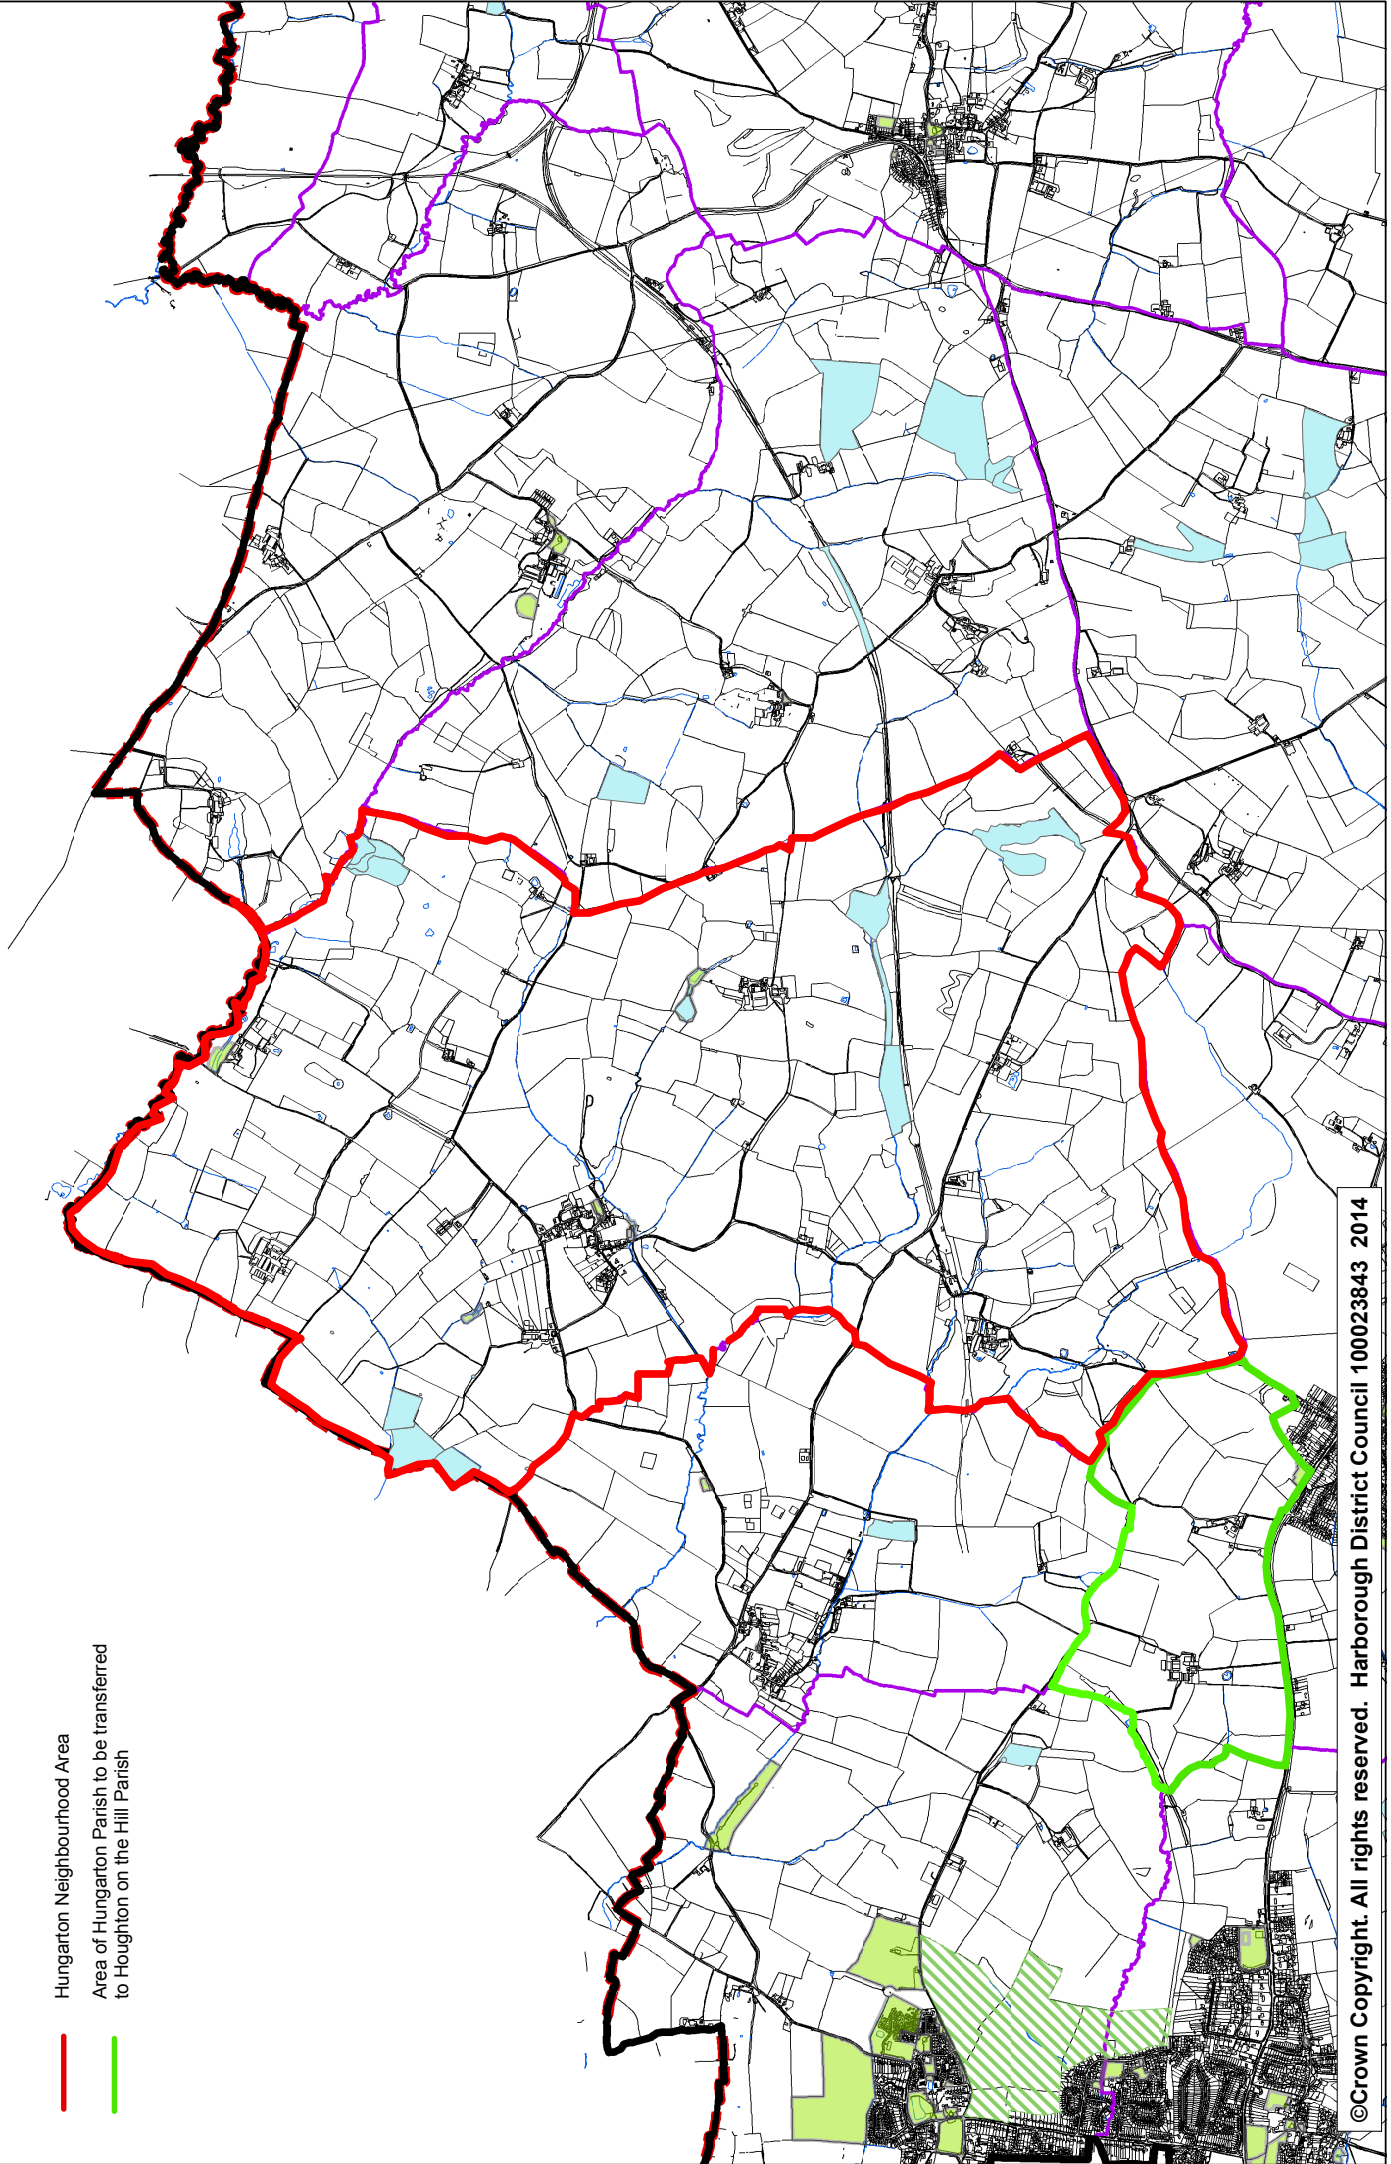 Hungarton Neighbourhood Area
Area of Hungarton Parish to be transferred
to Houghton on the Hill Parish
©Crown Copyright. All rights reserved. Harborough District Council 100023843 2014